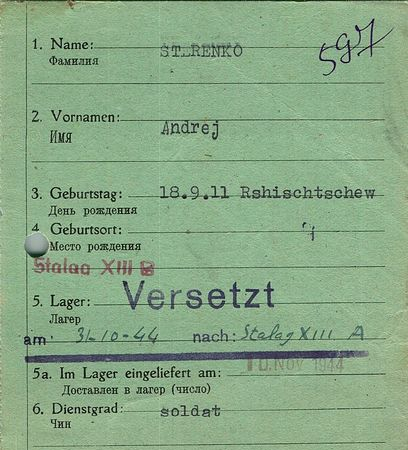 1. Name: ST.RENKO
Фамилия
597
2. Vornamen: Andrej
Имя
3. Geburtstag: 18.9.11 Rshischtschew
День рождения
4. Geburtsort: "
Место рождения
Stalag XIII B
5. Lager: Versetzt
Лагерь
am: 31-10-44 nach: Stalag XIII A
10. Nov 1944
5a. Im Lager eingeliefert am:
Доставлен в лагерь (число)
6. Dienstgrad: soldat
Чин